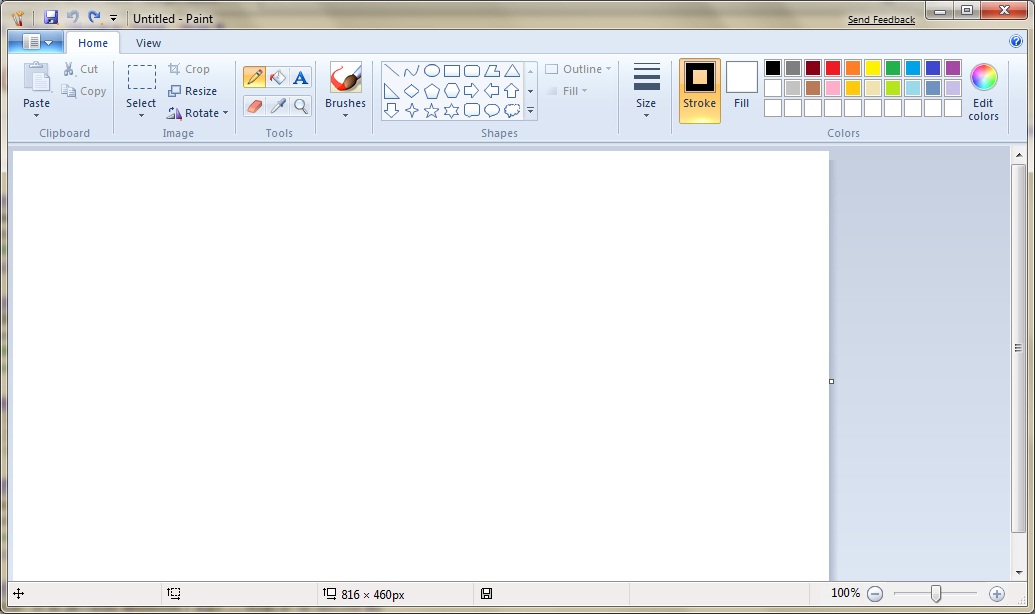 Untitled - Paint
Send Feedback
Home View
Cut
Copy
Paste
Clipboard
Select
Crop
Resize
Rotate
Image
A
Tools
Brushes
Shapes
Outline
Fill
Size
Stroke
Fill
Edit
colors
Colors
816 × 460px
100%